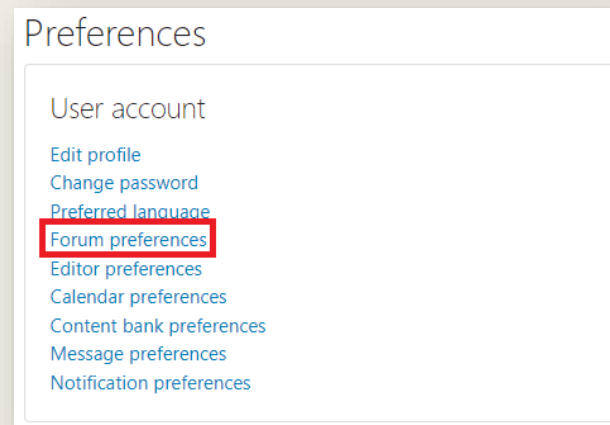 Preferences
User account
Edit profile
Change password
Preferred language
Forum preferences
Editor preferences
Calendar preferences
Content bank preferences
Message preferences
Notification preferences